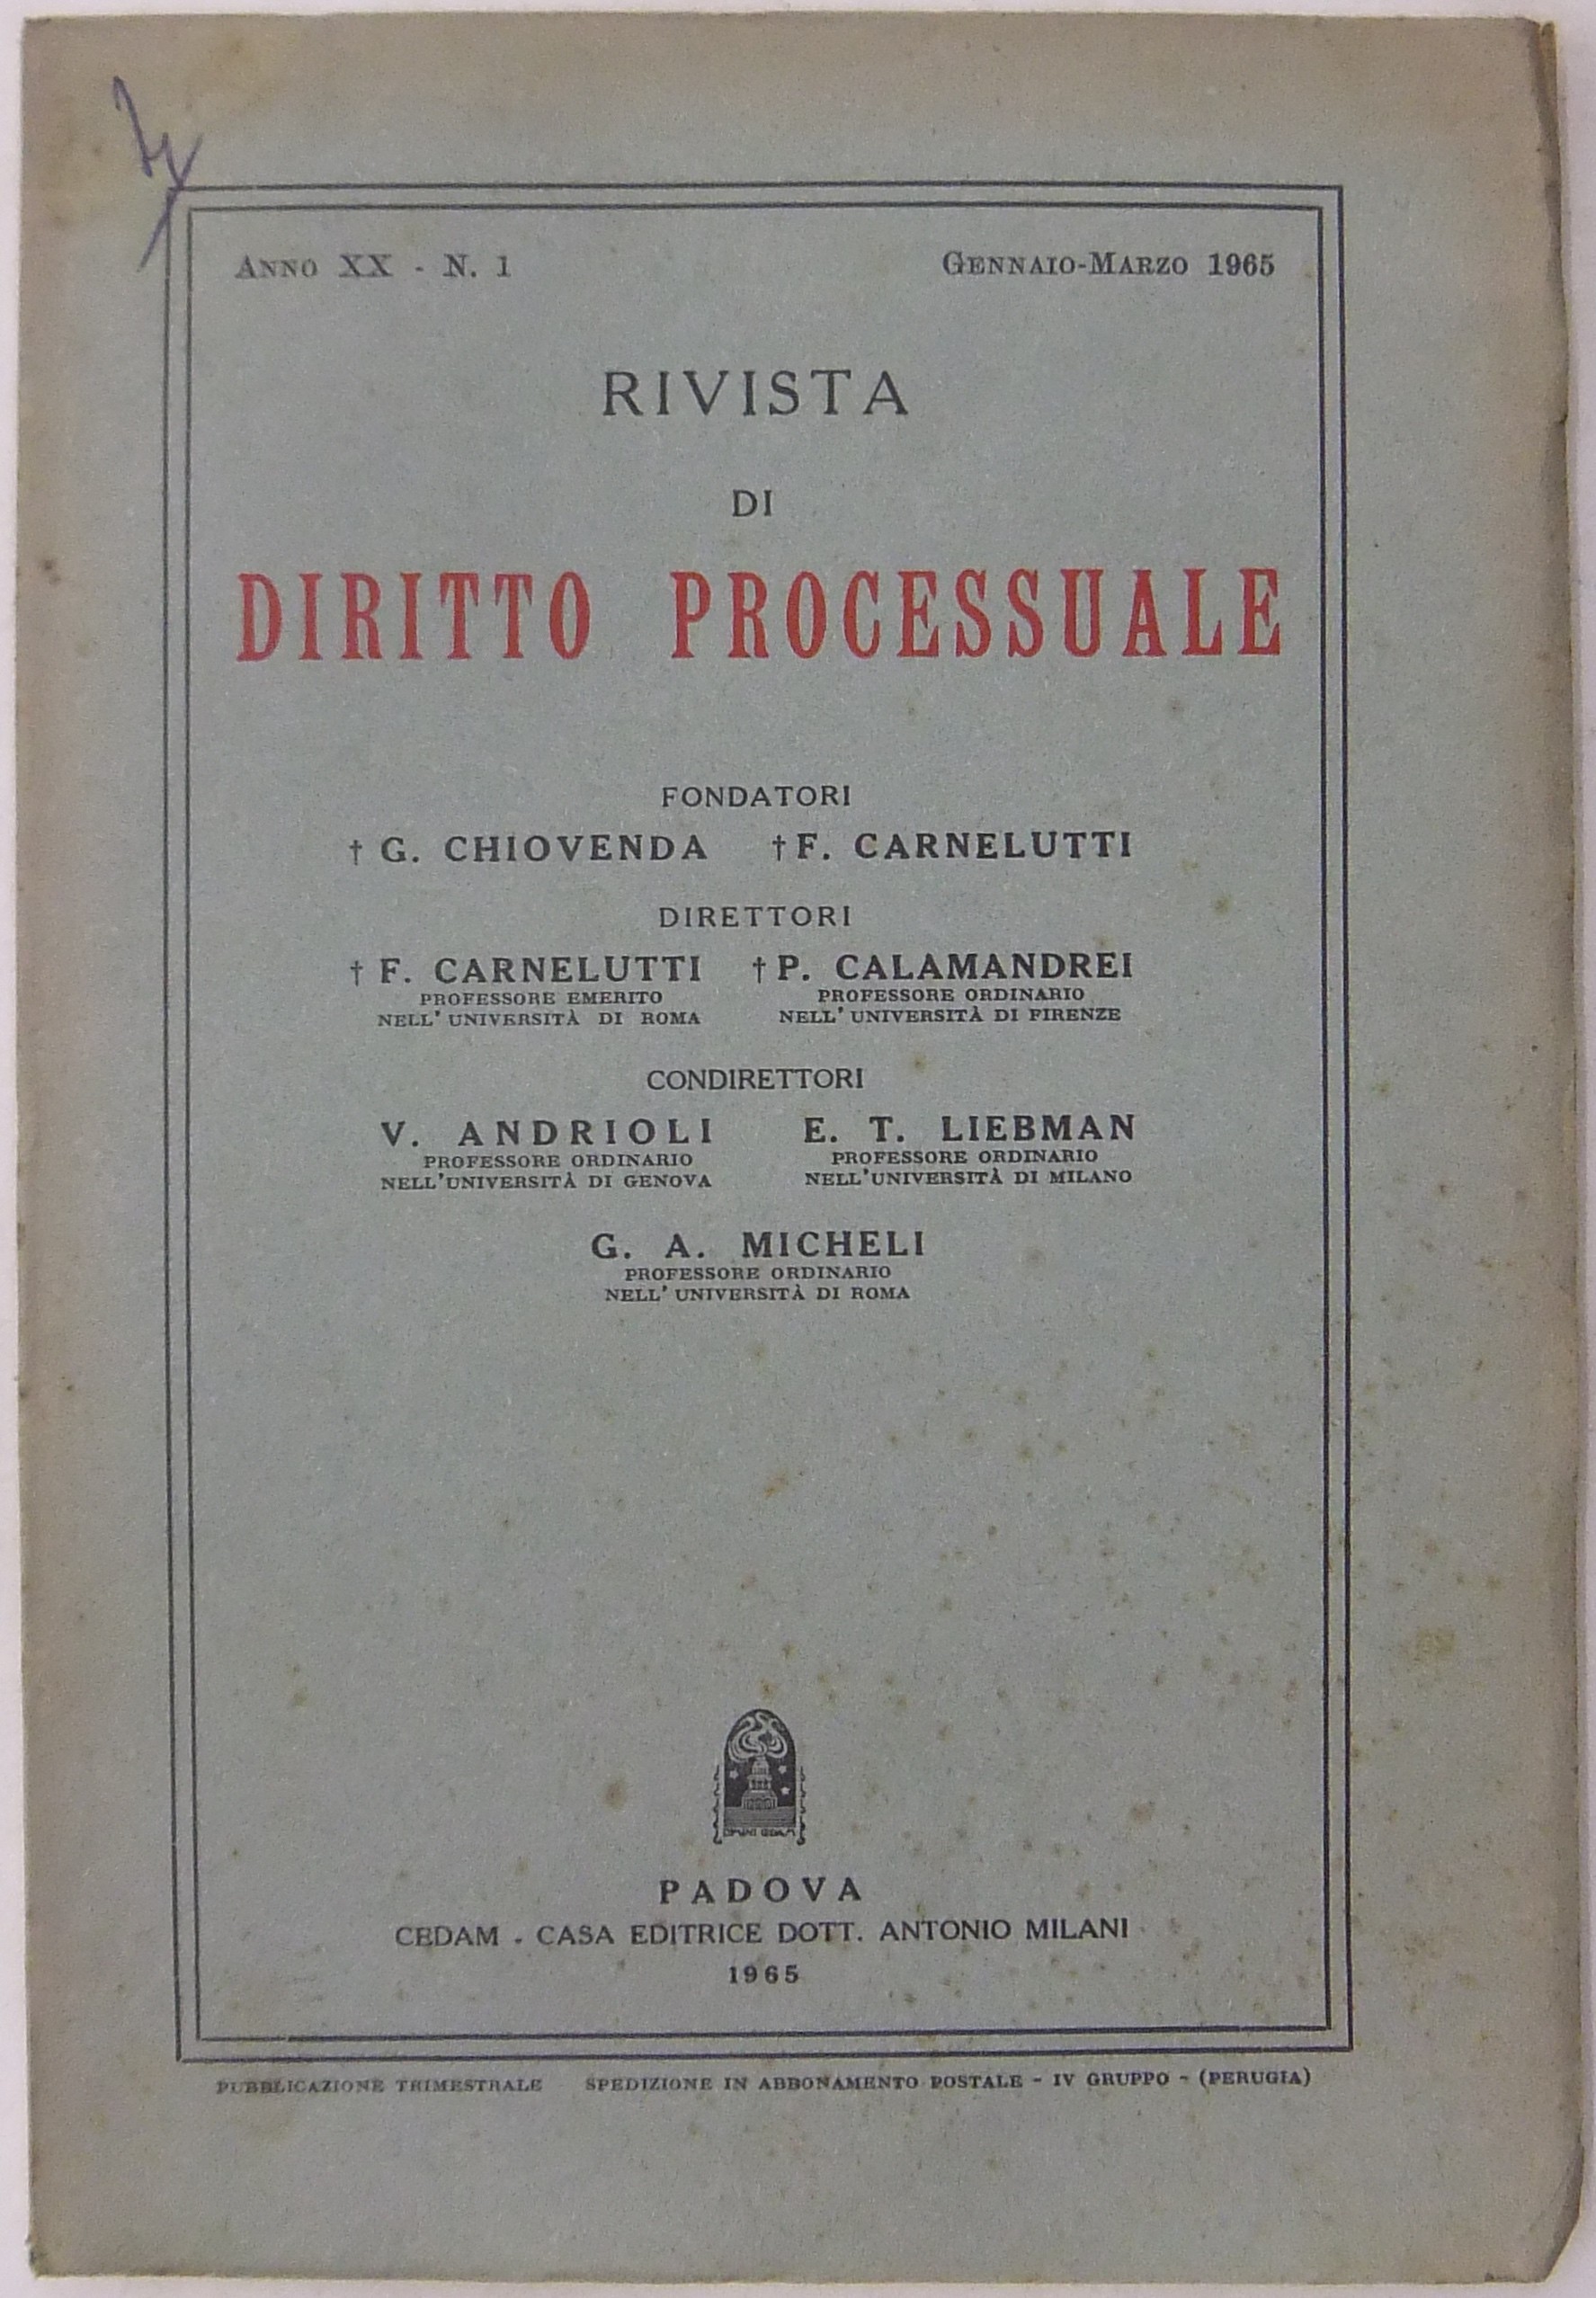 Anno XX - N. 1 Gennaio-Marzo 1965
RIVISTA
DI
DIRITTO PROCESSUALE
FONDATORI
† G. CHIOVENDA † F. CARNELUTTI
DIRETTORI
† F. CARNELUTTI † P. CALAMANDREI
PROFESSORE EMERITO PROFESSORE ORDINARIO
NELL' UNIVERSITÀ DI ROMA NELL' UNIVERSITÀ DI FIRENZE
CONDIRETTORI
V. ANDRIOLI E. T. LIEBMAN
PROFESSORE ORDINARIO PROFESSORE ORDINARIO
NELL'UNIVERSITÀ DI GENOVA NELL'UNIVERSITÀ DI MILANO
G. A. MICHELI
PROFESSORE ORDINARIO
NELL' UNIVERSITÀ DI ROMA
PADOVA
CEDAM - CASA EDITRICE DOTT. ANTONIO MILANI
1965
PUBBLICAZIONE TRIMESTRALE SPEDIZIONE IN ABBONAMENTO POSTALE - IV GRUPPO - (PERUGIA)